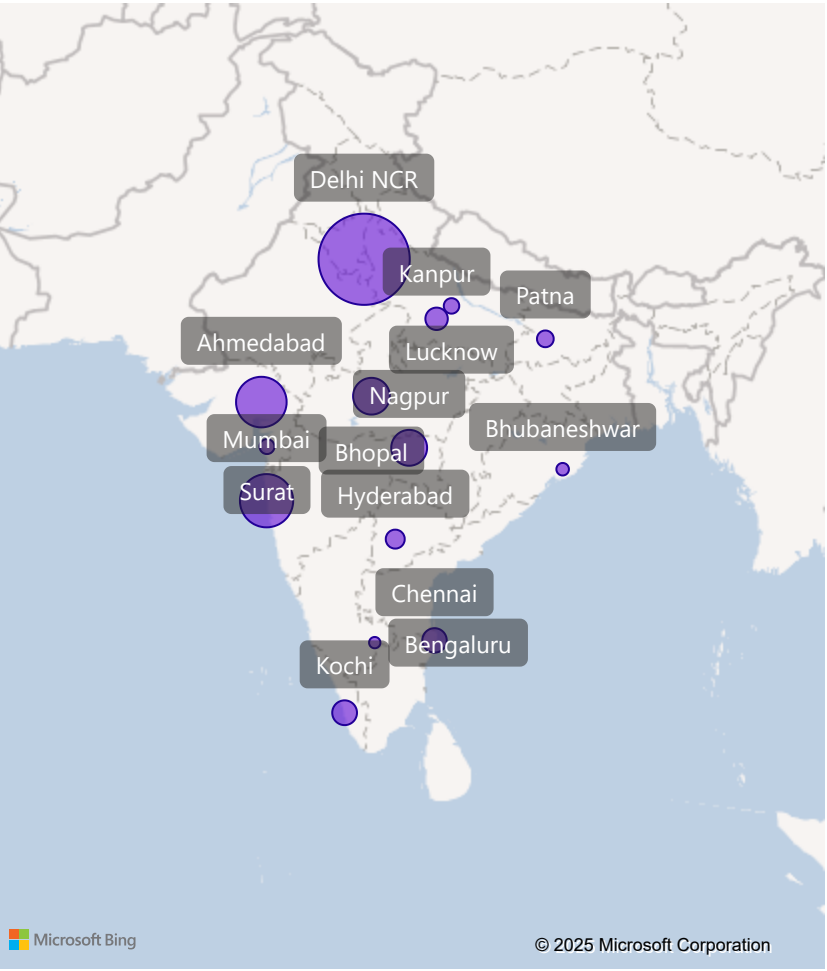 Delhi NCR
Kanpur
Patna
Ahmedabad
Lucknow
Nagpur
Bhubaneshwar
Mumbai
Bhopal
Surat
Hyderabad
Chennai
Bengaluru
Kochi
Microsoft Bing
© 2025 Microsoft Corporation